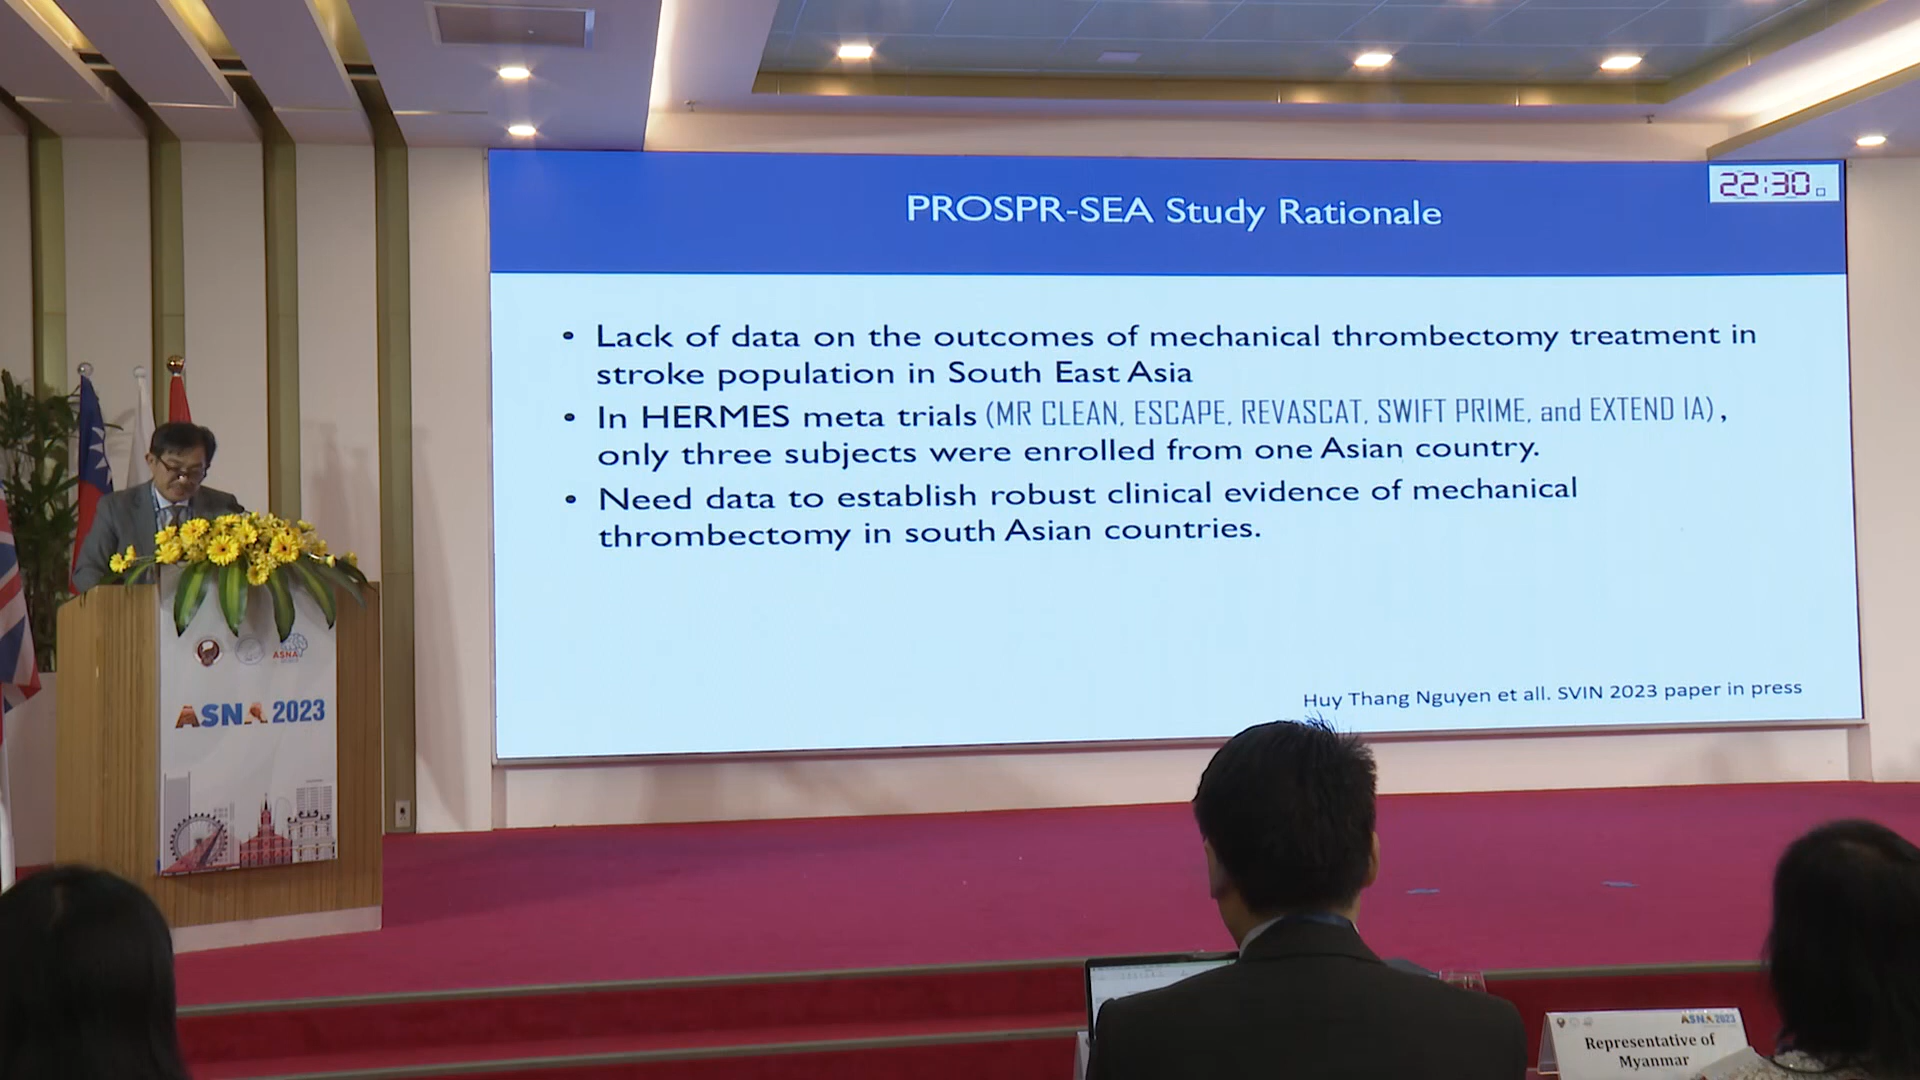 22:30
PROSPR-SEA Study Rationale
• Lack of data on the outcomes of mechanical thrombectomy treatment in
stroke population in South East Asia
• In HERMES meta trials (MR CLEAN, ESCAPE, REVASCAT, SWIFT PRIME, and EXTEND IA),
only three subjects were enrolled from one Asian country.
• Need data to establish robust clinical evidence of mechanical
thrombectomy in south Asian countries.
Huy Thang Nguyen et all. SVIN 2023 paper in press
ASNA
ASNA 2023
ASNA 2023
Representative of
Myanmar